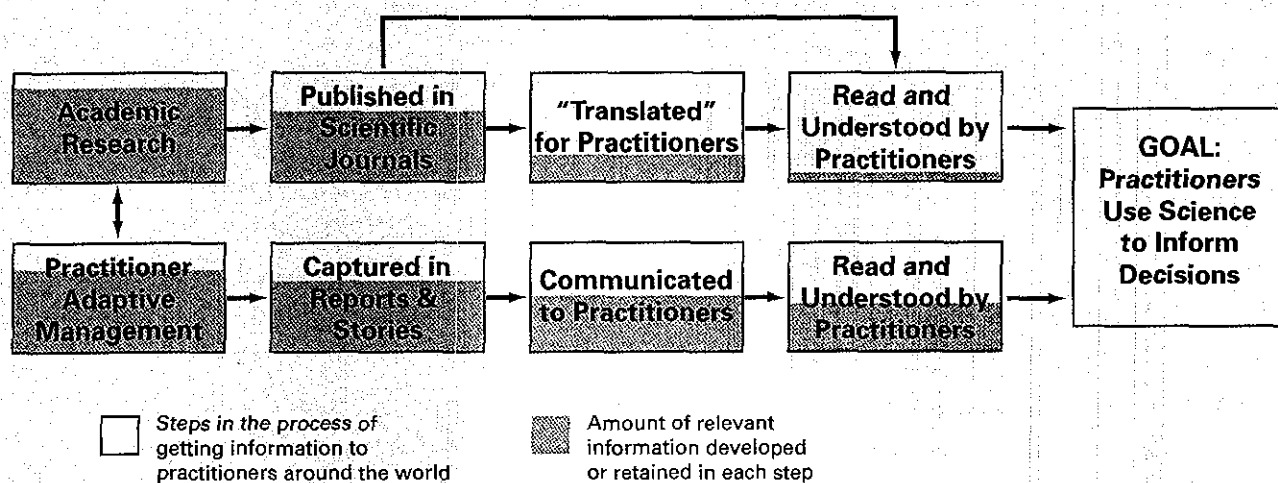 Academic
Research
Published in
Scientific
Journals
"Translated"
for Practitioners
Read and
Understood by
Practitioners
GOAL:
Practitioners
Use Science
to Inform
Decisions
Practitioner
Adaptive
Management
Captured in
Reports &
Stories
Communicated
to Practitioners
Read and
Understood by
Practitioners
Steps in the process of
getting information to
practitioners around the world
Amount of relevant
information developed
or retained in each step